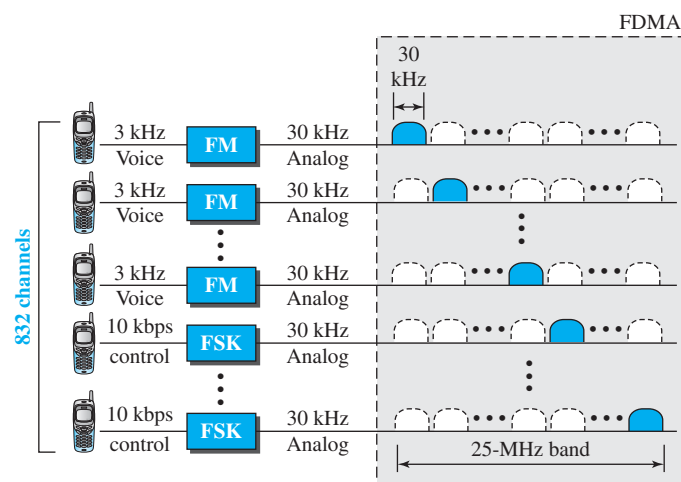 FDMA
30
kHz
3 kHz
Voice
FM
30 kHz
Analog
3 kHz
Voice
FM
30 kHz
Analog
3 kHz
Voice
FM
30 kHz
Analog
10 kbps
control
FSK
30 kHz
Analog
10 kbps
control
FSK
30 kHz
Analog
832 channels
25-MHz band